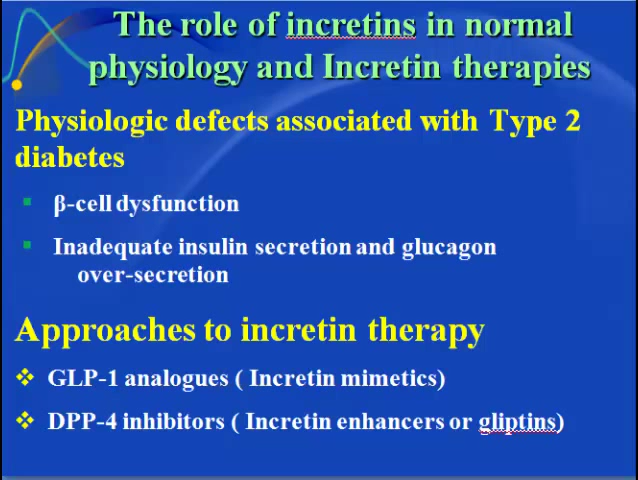 The role of incretins in normal
physiology and Incretin therapies
Physiologic defects associated with Type 2
diabetes
▪ β-cell dysfunction
▪ Inadequate insulin secretion and glucagon
over-secretion
Approaches to incretin therapy
❖ GLP-1 analogues ( Incretin mimetics)
❖ DPP-4 inhibitors ( Incretin enhancers or gliptins)